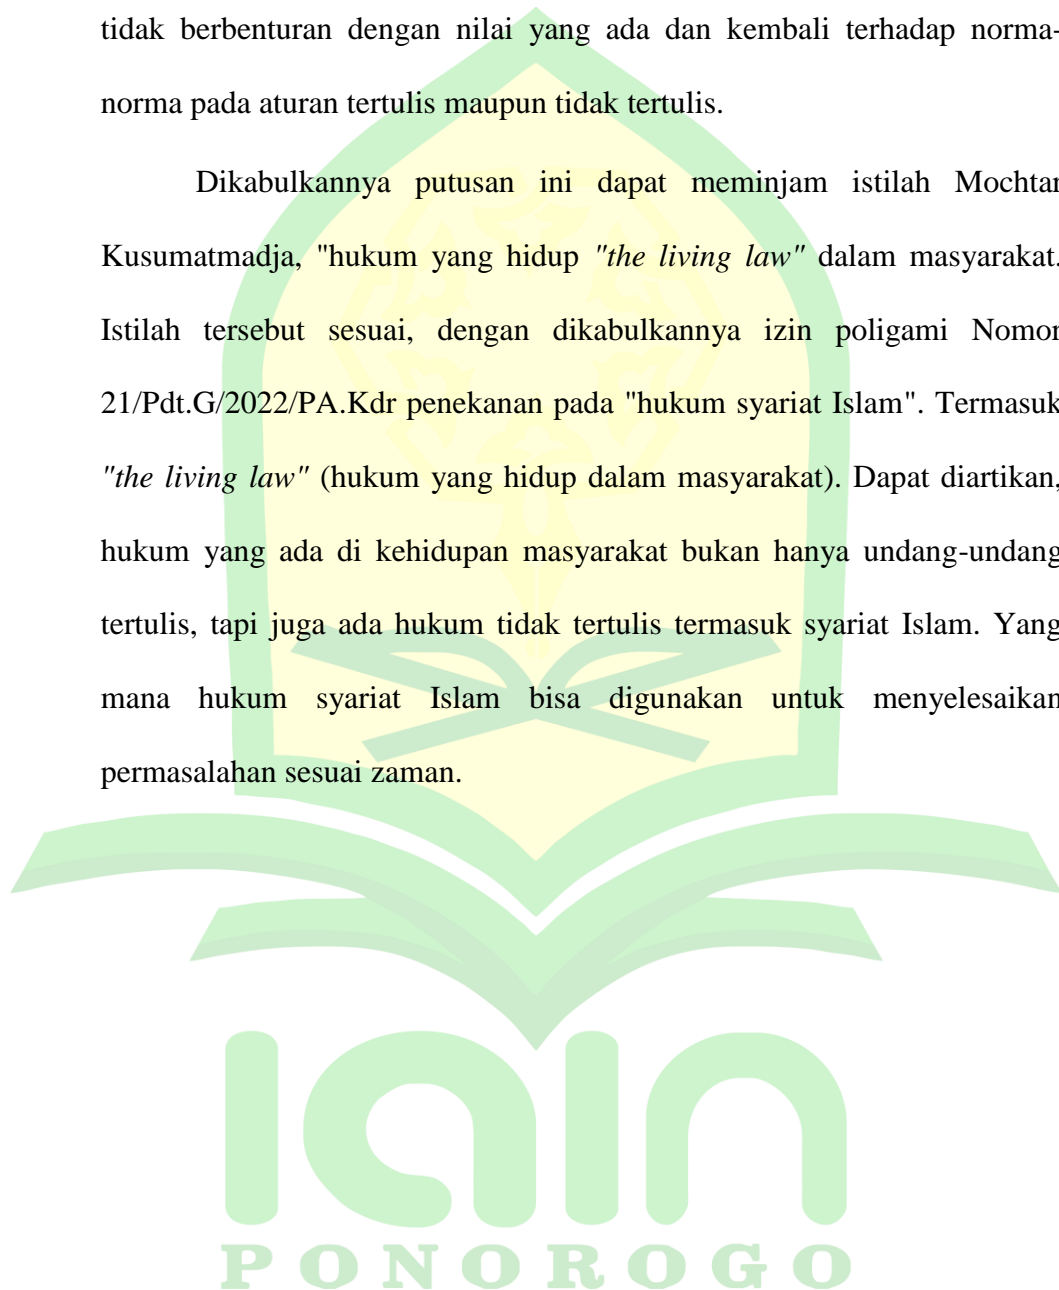 tidak berbenturan dengan nilai yang ada dan kembali terhadap norma-
norma pada aturan tertulis maupun tidak tertulis.
Dikabulkannya putusan ini dapat meminjam istilah Mochtar
Kusumatmadja, "hukum yang hidup "the living law" dalam masyarakat.
Istilah tersebut sesuai, dengan dikabulkannya izin poligami Nomor
21/Pdt.G/2022/PA.Kdr penekanan pada "hukum syariat Islam". Termasuk
"the living law" (hukum yang hidup dalam masyarakat). Dapat diartikan,
hukum yang ada di kehidupan masyarakat bukan hanya undang-undang
tertulis, tapi juga ada hukum tidak tertulis termasuk syariat Islam. Yang
mana hukum syariat Islam bisa digunakan untuk menyelesaikan
permasalahan sesuai zaman.
iain
PONOROGO